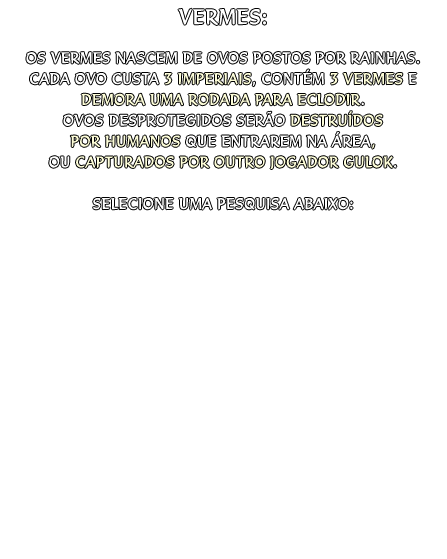 VERMES:
OS VERMES NASCEM DE OVOS POSTOS POR RAINHAS.
CADA OVO CUSTA 3 IMPERIAIS, CONTÉM 3 VERMES E
DEMORA UMA RODADA PARA ECLODIR.
OVOS DESPROTEGIDOS SERÃO DESTRUÍDOS
POR HUMANOS QUE ENTRAREM NA ÁREA,
OU CAPTURADOS POR OUTRO JOGADOR GULOK.
SELECIONE UMA PESQUISA ABAIXO: